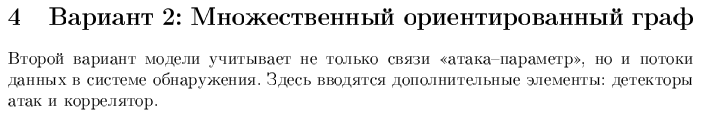 4 Вариант 2: Множественный ориентированный граф
Второй вариант модели учитывает не только связи «атака–параметр», но и потоки
данных в системе обнаружения. Здесь вводятся дополнительные элементы: детекторы
атак и коррелятор.